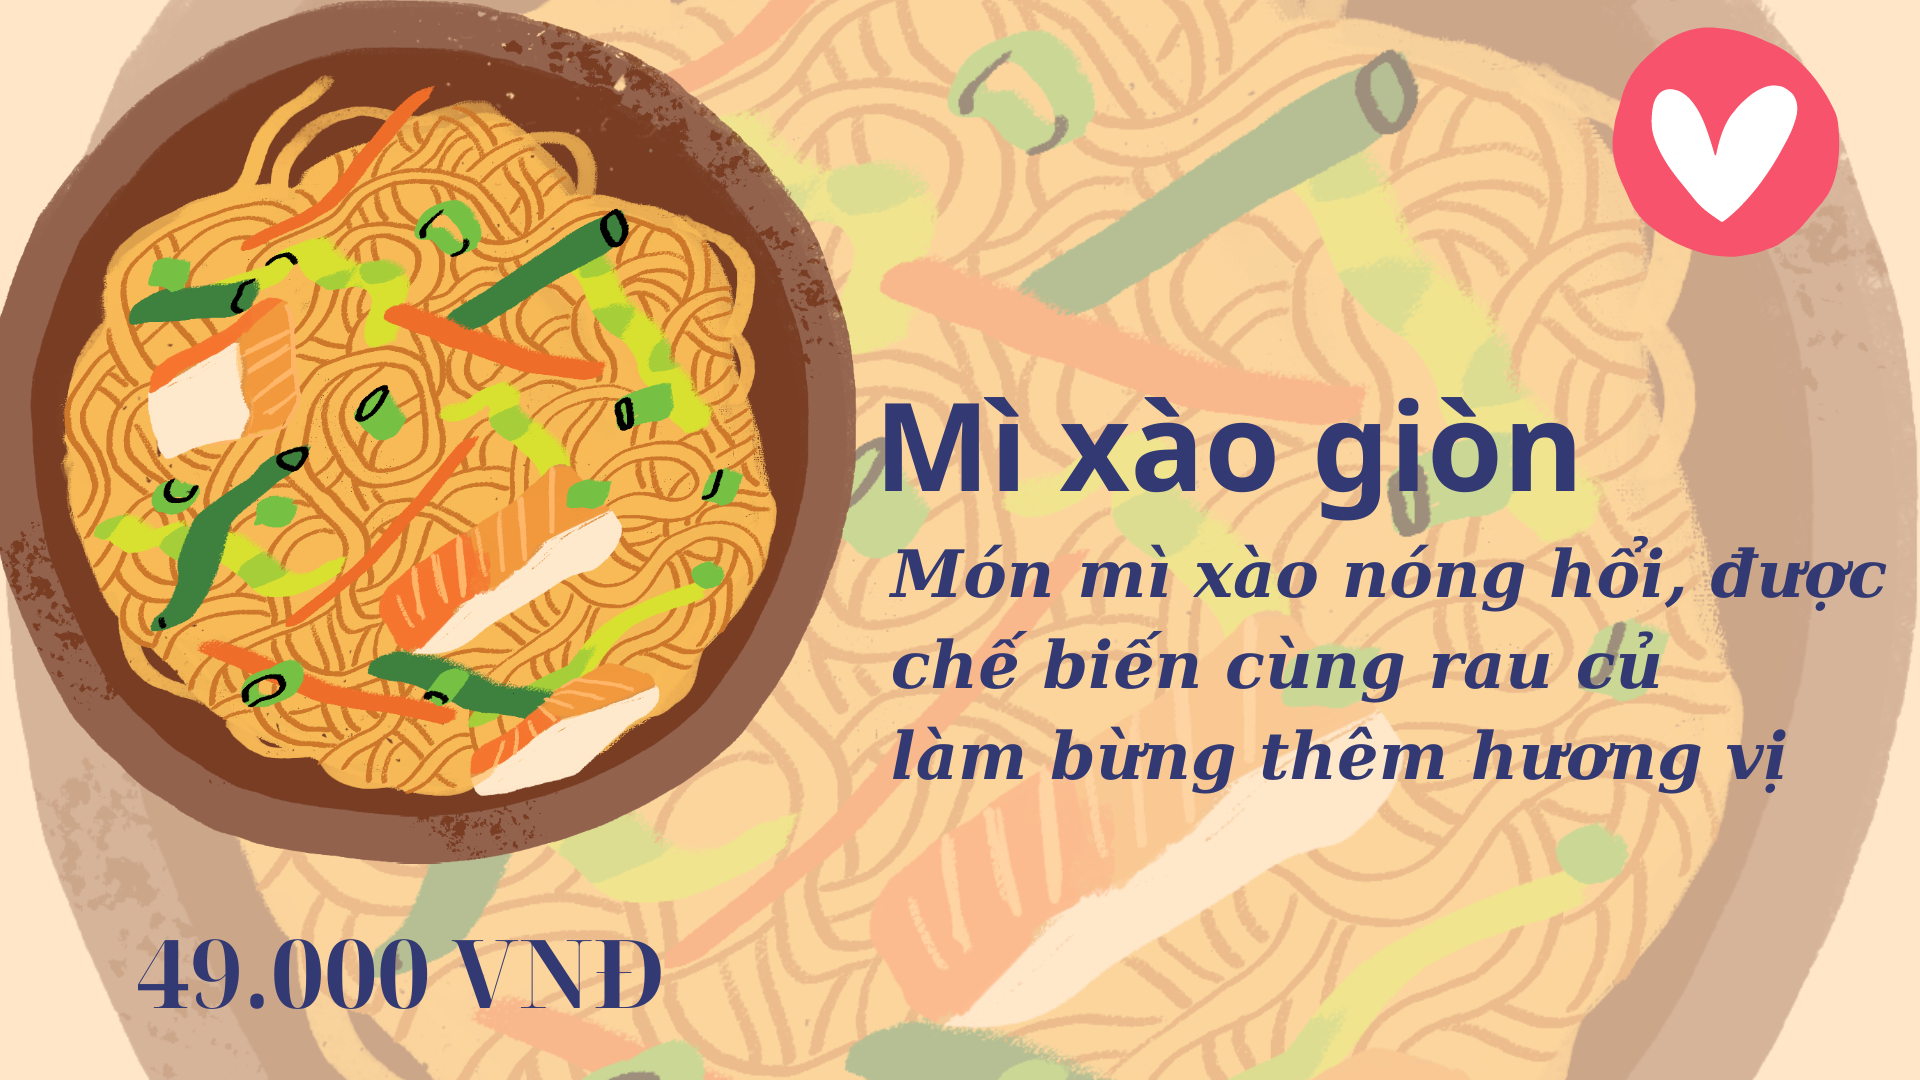 Mì xào giòn
Món mì xào nóng hổi, được
chế biến cùng rau củ
làm bừng thêm hương vị
49.000 VNĐ